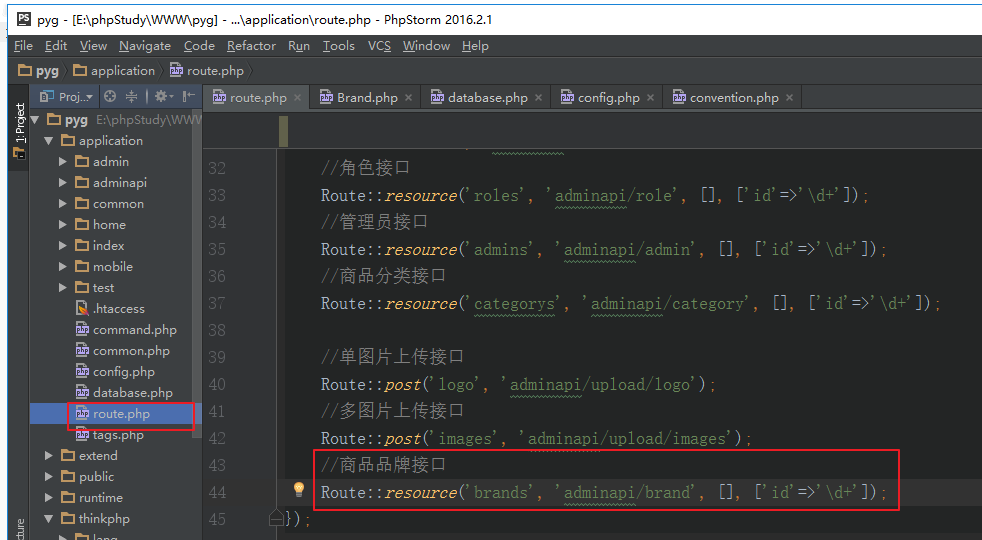 pyg - [E:\phpStudy\WWW\pyg] - ...\application\route.php - PhpStorm 2016.2.1
File Edit View Navigate Code Refactor Run Tools VCS Window Help
pyg application route.php
Proj... route.php Brand.php database.php config.php convention.php
1: Project
pyg E:\phpStudy\WWW
application
admin
adminapi
common
home
index
mobile
test
.htaccess
command.php
common.php
config.php
database.php
route.php
tags.php
extend
public
runtime
thinkphp
lang
32 //角色接口
33 Route::resource('roles', 'adminapi/role', [], ['id'=>'\d+']);
34 //管理员接口
35 Route::resource('admins', 'adminapi/admin', [], ['id'=>'\d+']);
36 //商品分类接口
37 Route::resource('categorys', 'adminapi/category', [], ['id'=>'\d+']);
38
39 //单图片上传接口
40 Route::post('logo', 'adminapi/upload/logo');
41 //多图片上传接口
42 Route::post('images', 'adminapi/upload/images');
43 //商品品牌接口
44 Route::resource('brands', 'adminapi/brand', [], ['id'=>'\d+']);
45 });